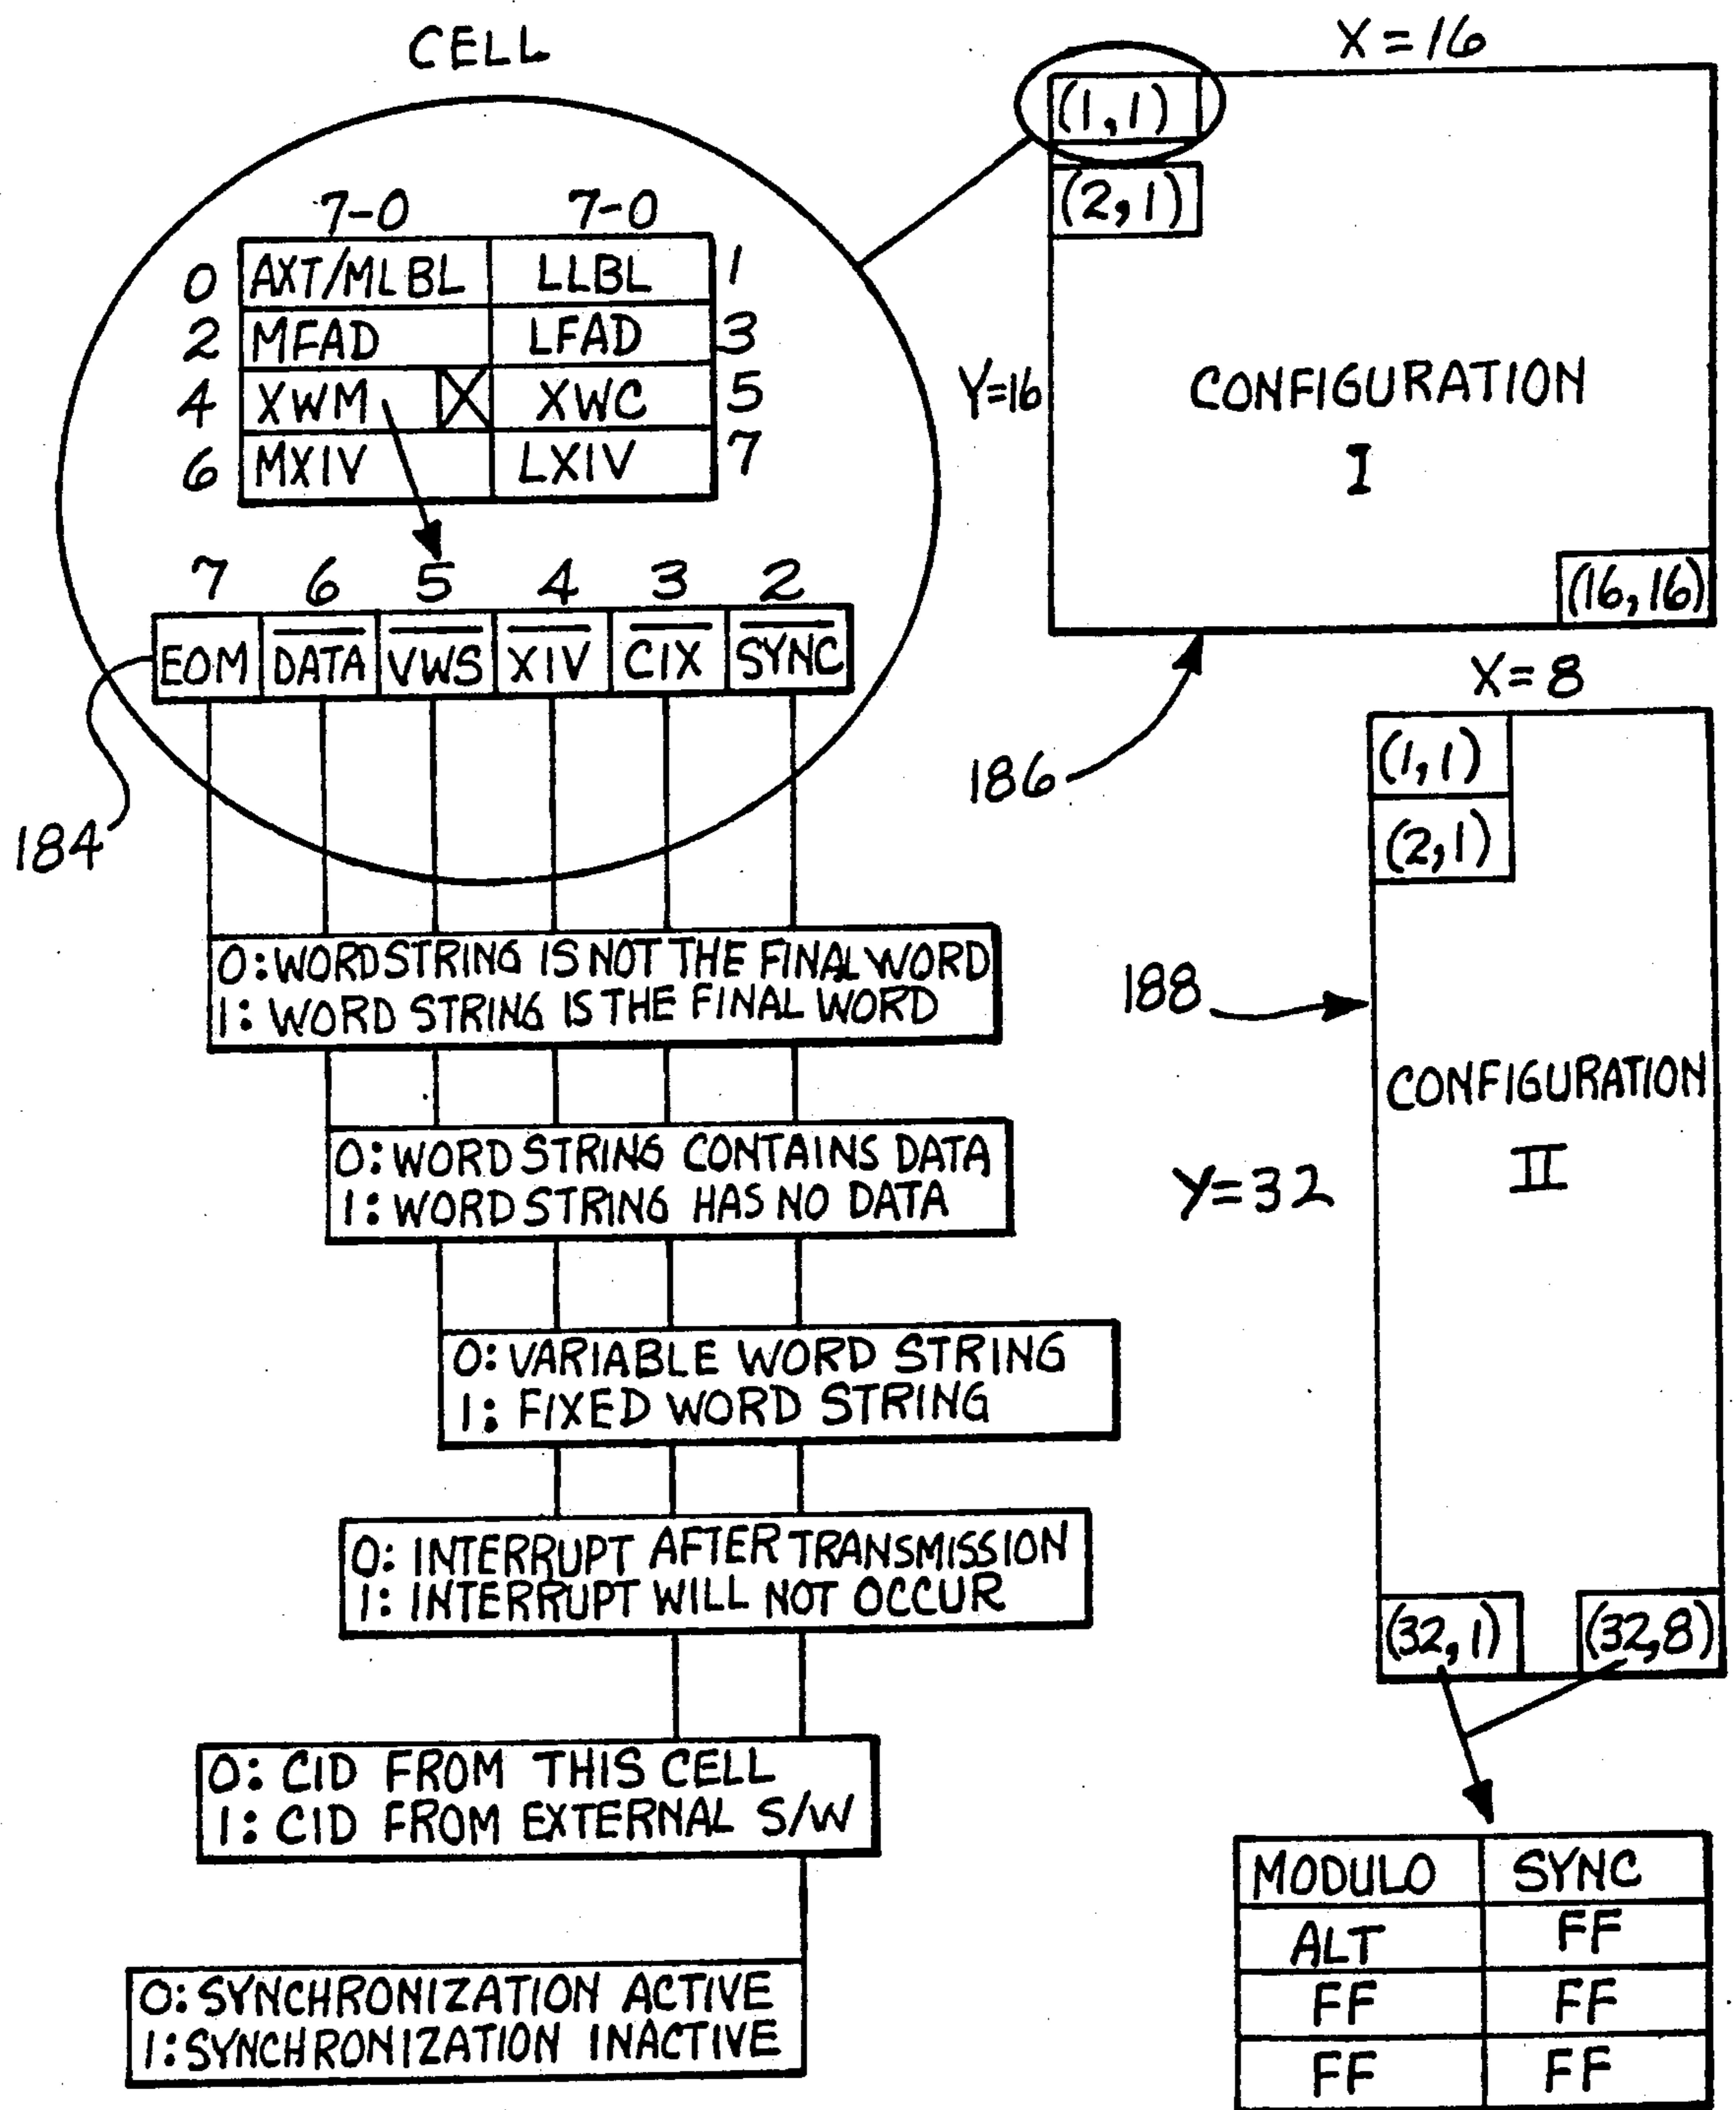 CELL
7-0 7-0
0 AXT/MLBL LLBL 1
2 MFAD LFAD 3
4 XWM XWC 5
6 MXIV LXIV 7
7 6 5 4 3 2
EOM D̅A̅T̅A̅ V̅W̅S̅ X̅I̅V̅ C̅I̅X̅ S̅Y̅N̅C̅
184
0: WORD STRING IS NOT THE FINAL WORD
1: WORD STRING IS THE FINAL WORD
0: WORD STRING CONTAINS DATA
1: WORD STRING HAS NO DATA
0: VARIABLE WORD STRING
1: FIXED WORD STRING
0: INTERRUPT AFTER TRANSMISSION
1: INTERRUPT WILL NOT OCCUR
0: CID FROM THIS CELL
1: CID FROM EXTERNAL S/W
0: SYNCHRONIZATION ACTIVE
1: SYNCHRONIZATION INACTIVE
X=16
(1,1)
(2,1)
Y=16
CONFIGURATION
I
(16,16)
186
X=8
(1,1)
(2,1)
188
CONFIGURATION
II
Y=32
(32,1) (32,8)
MODULO SYNC
ALT FF
FF FF
FF FF